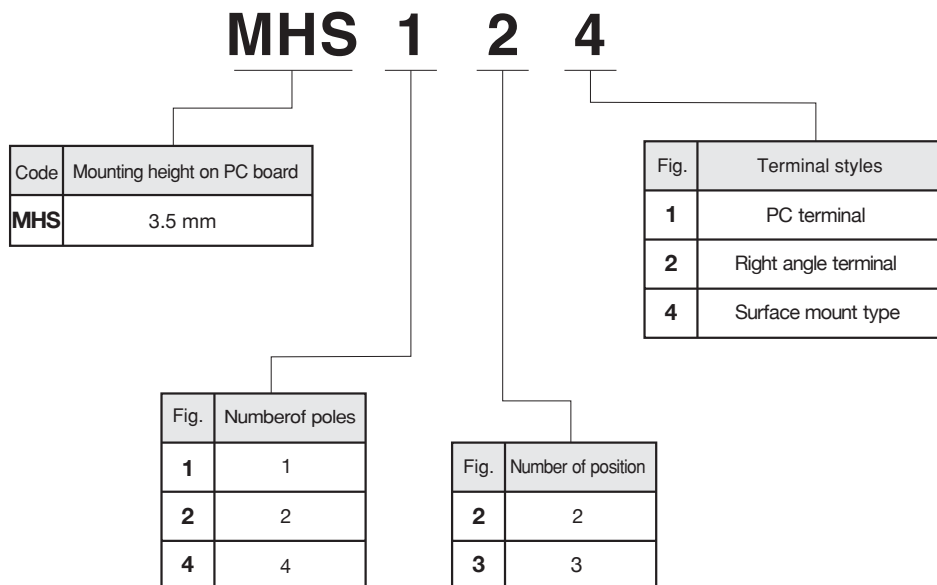 MHS 1 2 4
Code Mounting height on PC board
MHS 3.5 mm
Fig. Terminal styles
1 PC terminal
2 Right angle terminal
4 Surface mount type
Fig. Numberof poles
1 1
2 2
4 4
Fig. Number of position
2 2
3 3